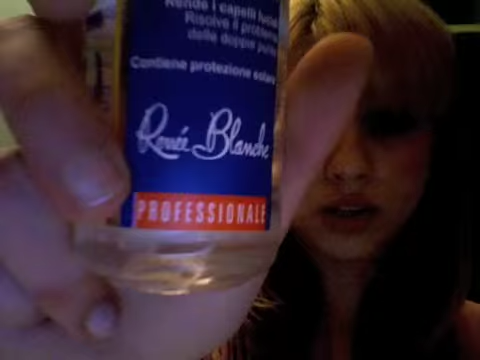 Rende i capelli lucidi
Risolve il problema
delle doppie punte
Contiene protezione solare
Renée Blanche
PROFESSIONALE